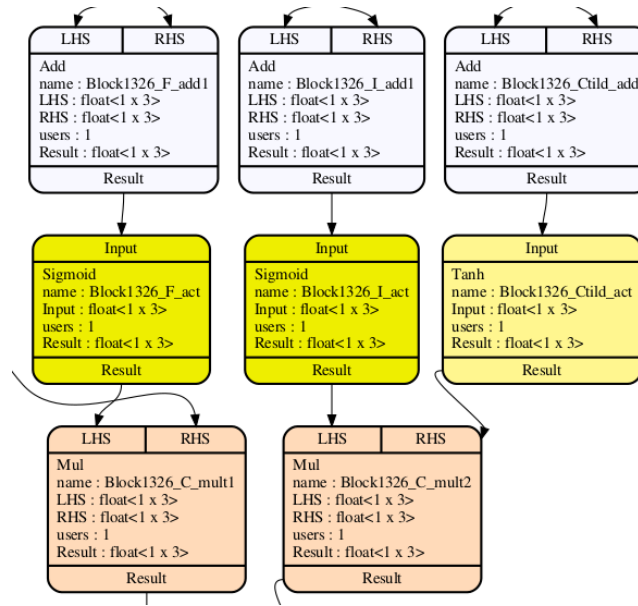 LHS RHS
Add
name : Block1326_F_add1
LHS : float<1 x 3>
RHS : float<1 x 3>
users : 1
Result : float<1 x 3>
Result
LHS RHS
Add
name : Block1326_I_add1
LHS : float<1 x 3>
RHS : float<1 x 3>
users : 1
Result : float<1 x 3>
Result
LHS RHS
Add
name : Block1326_Ctild_add
LHS : float<1 x 3>
RHS : float<1 x 3>
users : 1
Result : float<1 x 3>
Result
Input
Sigmoid
name : Block1326_F_act
Input : float<1 x 3>
users : 1
Result : float<1 x 3>
Result
Input
Sigmoid
name : Block1326_I_act
Input : float<1 x 3>
users : 1
Result : float<1 x 3>
Result
Input
Tanh
name : Block1326_Ctild_act
Input : float<1 x 3>
users : 1
Result : float<1 x 3>
Result
LHS RHS
Mul
name : Block1326_C_mult1
LHS : float<1 x 3>
RHS : float<1 x 3>
users : 1
Result : float<1 x 3>
Result
LHS RHS
Mul
name : Block1326_C_mult2
LHS : float<1 x 3>
RHS : float<1 x 3>
users : 1
Result : float<1 x 3>
Result